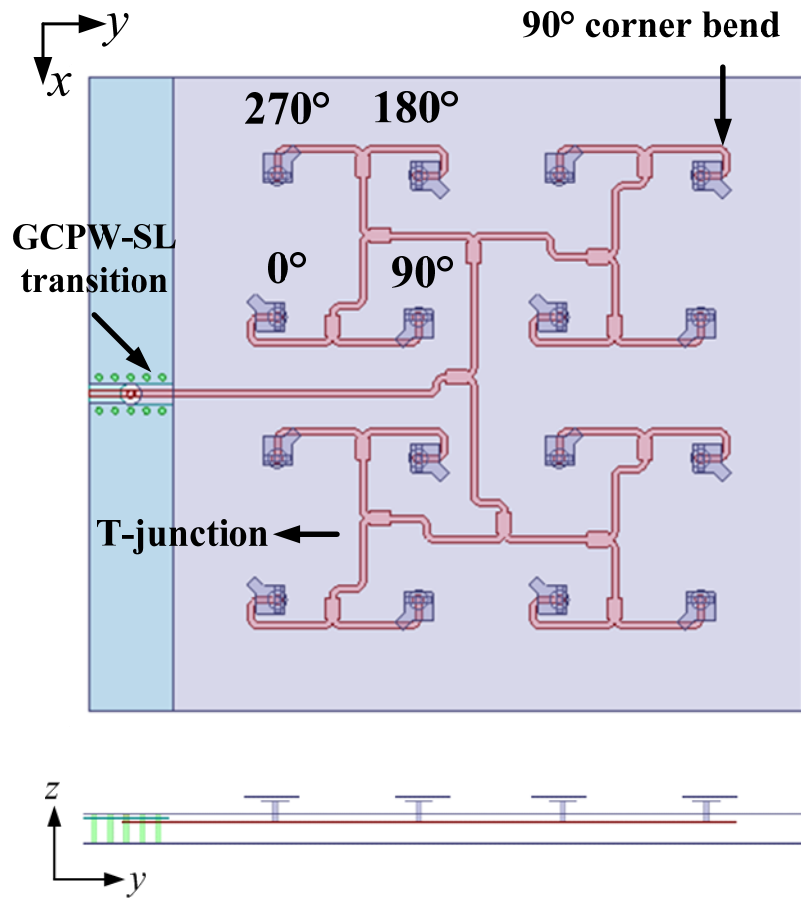 y
90° corner bend
x
270° 180°
GCPW-SL
transition
0° 90°
T-junction
z
y